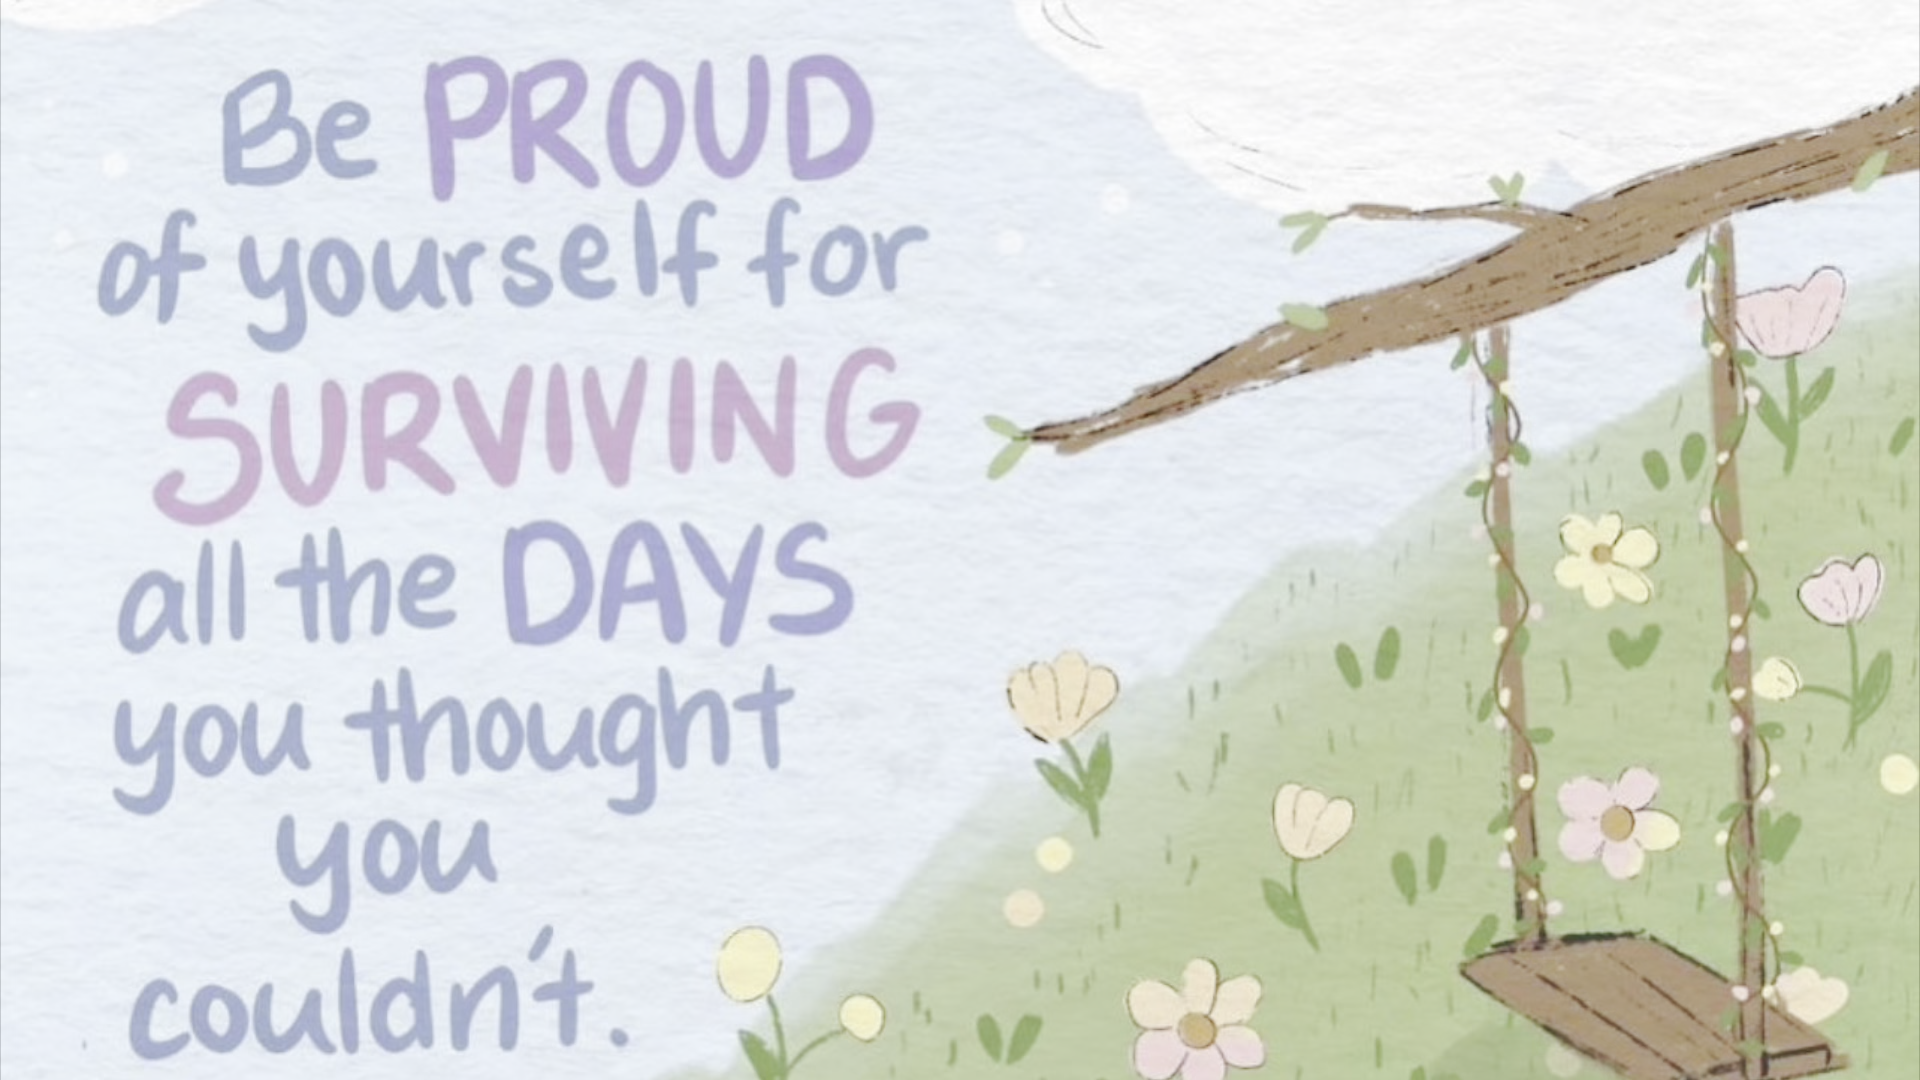 Be PROUD
of yourself for
SURVIVING
all the DAYS
you thought
you
couldn't.